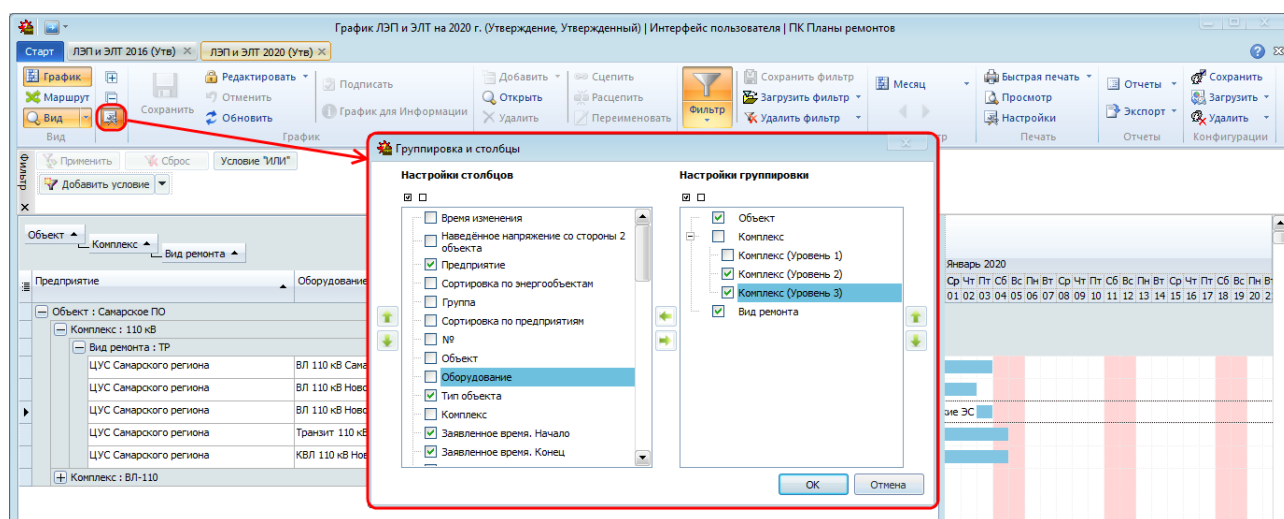 График ЛЭП и ЭЛТ на 2020 г. (Утверждение, Утвержденный) | Интерфейс пользователя | ПК Планы ремонтов
Старт ЛЭП и ЭЛТ 2016 (Утв) ЛЭП и ЭЛТ 2020 (Утв)
График Редактировать Подписать Добавить Сцепить Сохранить фильтр Месяц Быстрая печать Отчеты Сохранить
Маршрут Сохранить Отменить Открыть Расцепить Фильтр Загрузить фильтр Просмотр Загрузить
Вид Обновить График для Информации Удалить Переименовать Удалить фильтр Настройки Экспорт Удалить
Вид График р Печать Отчеты Конфигурации
Фильтр Применить Сброс Условие "ИЛИ"
Добавить условие
Группировка и столбцы
Настройки столбцов
Время изменения
Наведённое напряжение со стороны 2
объекта
Предприятие
Сортировка по энергообъектам
Группа
Сортировка по предприятиям
№
Объект
Оборудование
Тип объекта
Комплекс
Заявленное время. Начало
Заявленное время. Конец
Настройки группировки
Объект
Комплекс
Комплекс (Уровень 1)
Комплекс (Уровень 2)
Комплекс (Уровень 3)
Вид ремонта
ОК Отмена
Объект
Комплекс
Вид ремонта
Предприятие Оборудование
Объект : Самарское ПО
Комплекс : 110 кВ
Вид ремонта : ТР
ЦУС Самарского региона ВЛ 110 кВ Сама
ЦУС Самарского региона ВЛ 110 кВ Ново
ЦУС Самарского региона ВЛ 110 кВ Ново
ЦУС Самарского региона Транзит 110 кВ
ЦУС Самарского региона КВЛ 110 кВ Нов
Комплекс : ВЛ-110
Январь 2020
Ср Чт Пт Сб Вс Пн Вт Ср Чт Пт Сб Вс Пн Вт Ср Чт Пт Сб Вс Пн В
01 02 03 04 05 06 07 08 09 10 11 12 13 14 15 16 17 18 19 20 2
кие ЭС